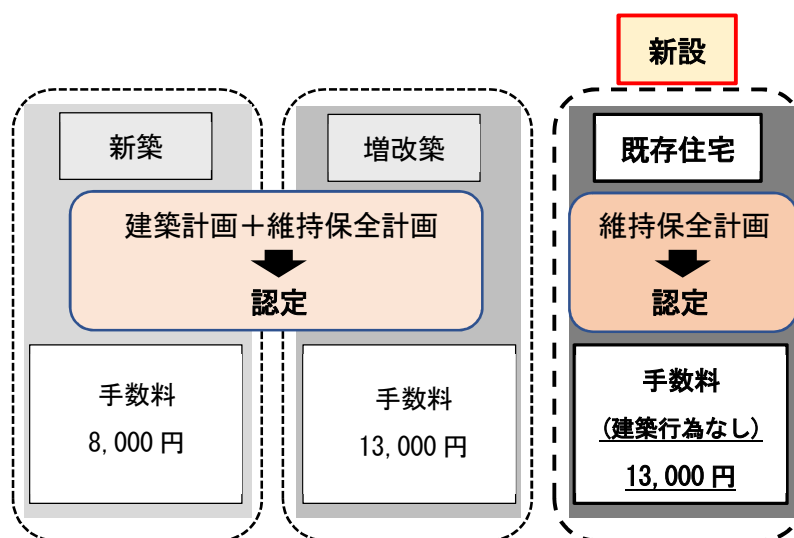 新設
新築
増改築
既存住宅
建築計画＋維持保全計画
認定
維持保全計画
認定
手数料
8,000円
手数料
13,000円
手数料
(建築行為なし)
13,000円